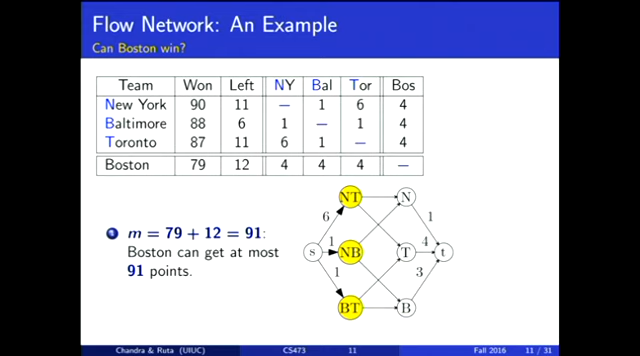 Flow Network: An Example
Can Boston win?
Team Won Left NY Bal Tor Bos
New York 90 11 – 1 6 4
Baltimore 88 6 1 – 1 4
Toronto 87 11 6 1 – 4
Boston 79 12 4 4 4 –
1 m = 79 + 12 = 91:
Boston can get at most
91 points.
NT N
6 1
1 4
s NB T t
1 3
BT B
Chandra & Ruta (UIUC) CS473 11 Fall 2016 11 / 31